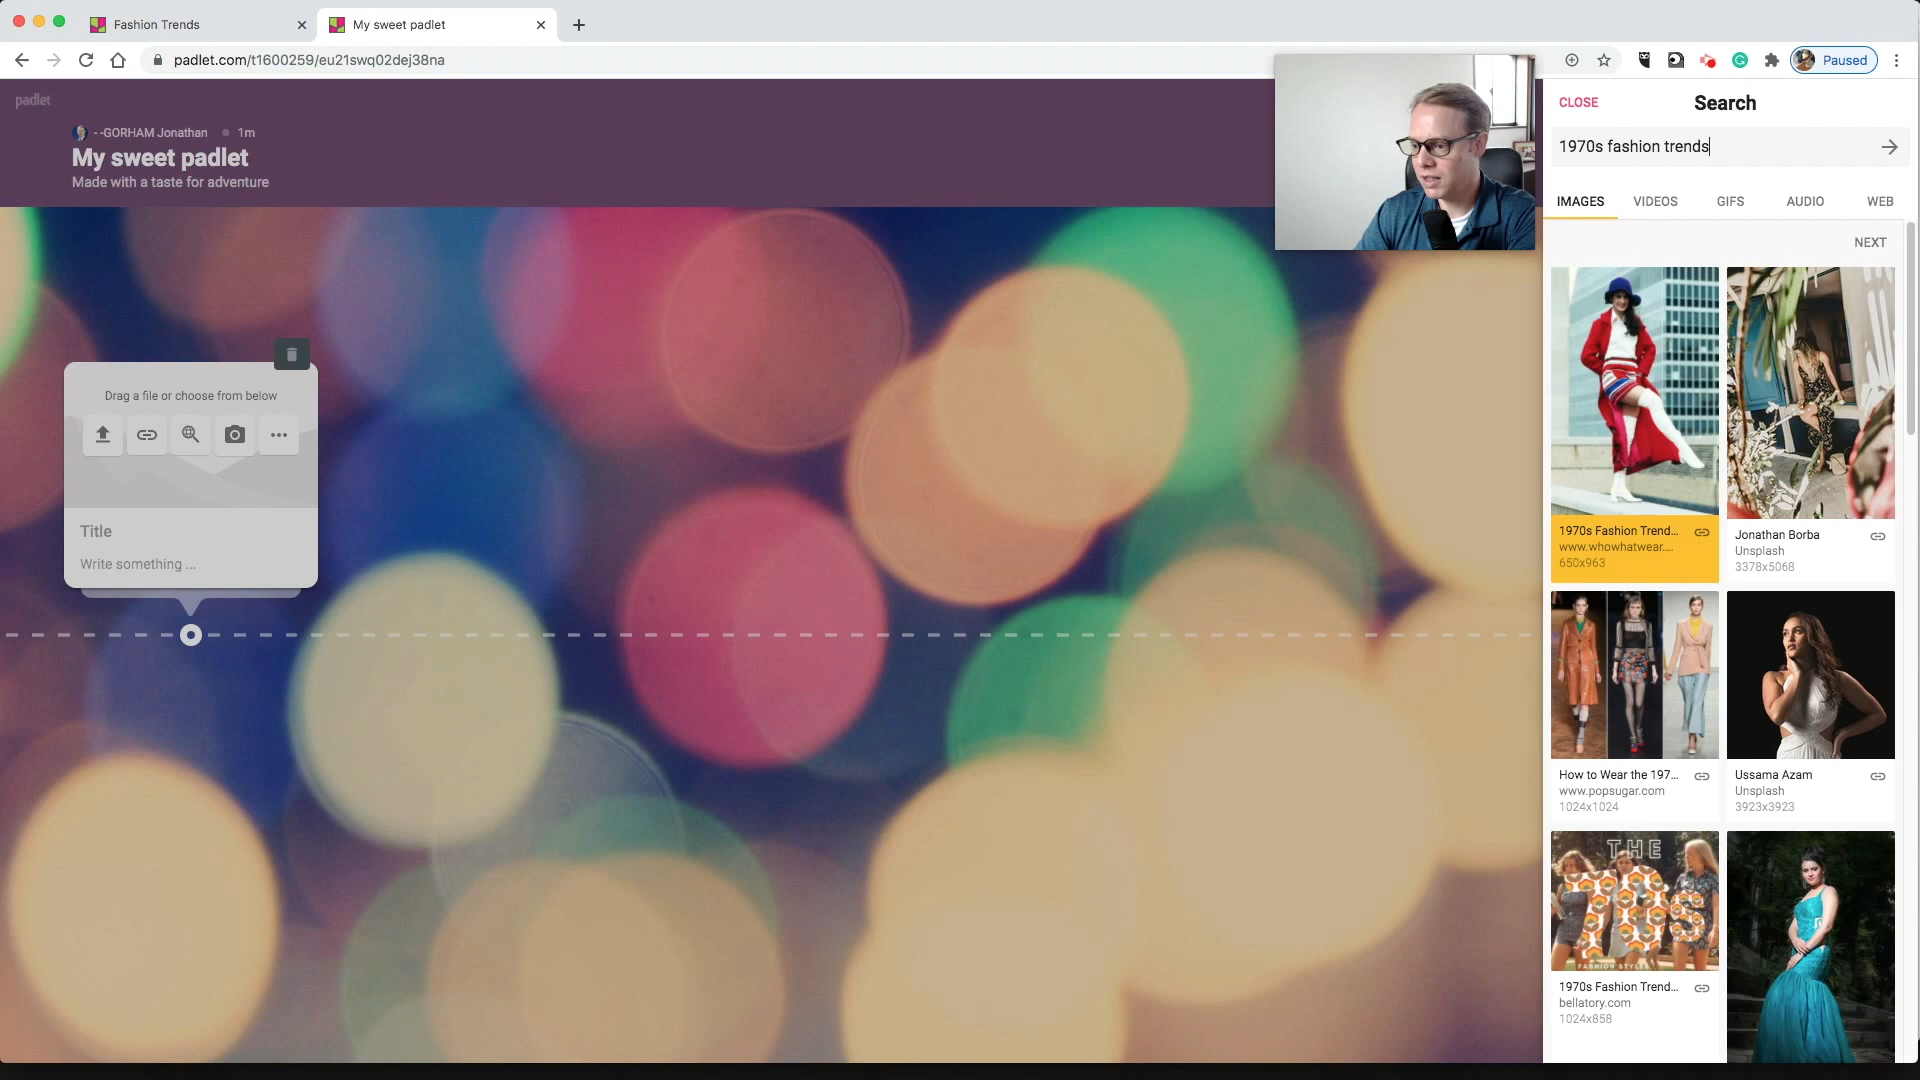 Fashion Trends
My sweet padlet
padlet.com/t1600259/eu21swq02dej38na
Paused
padlet
--GORHAM Jonathan
1m
My sweet padlet
Made with a taste for adventure
Drag a file or choose from below
Title
Write something ...
CLOSE
Search
1970s fashion trends
IMAGES
VIDEOS
GIFS
AUDIO
WEB
NEXT
1970s Fashion Trend...
www.whowhatwear....
650x963
Jonathan Borba
Unsplash
3378x5068
How to Wear the 197...
www.popsugar.com
1024x1024
Ussama Azam
Unsplash
3923x3923
THE
70s
FASHION STYLES
1970s Fashion Trend...
bellatory.com
1024x858